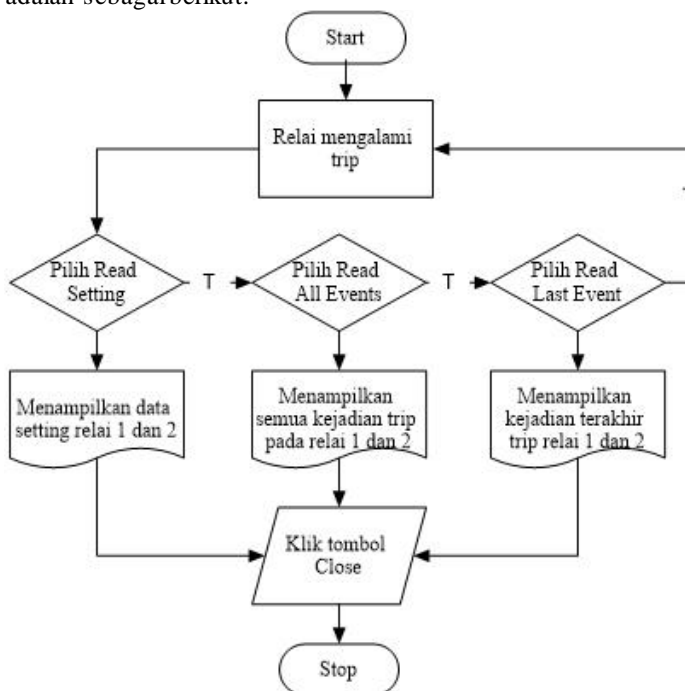 adalah sebagai berikut:
Start
Relai mengalami
trip
Pilih Read
Setting
T
Pilih Read
All Events
T
Pilih Read
Last Event
Menampilkan data
setting relai 1 dan 2
Menampilkan
semua kejadian trip
pada relai 1 dan 2
Menampilkan
kejadian terakhir
trip relai 1 dan 2
Klik tombol
Close
Stop